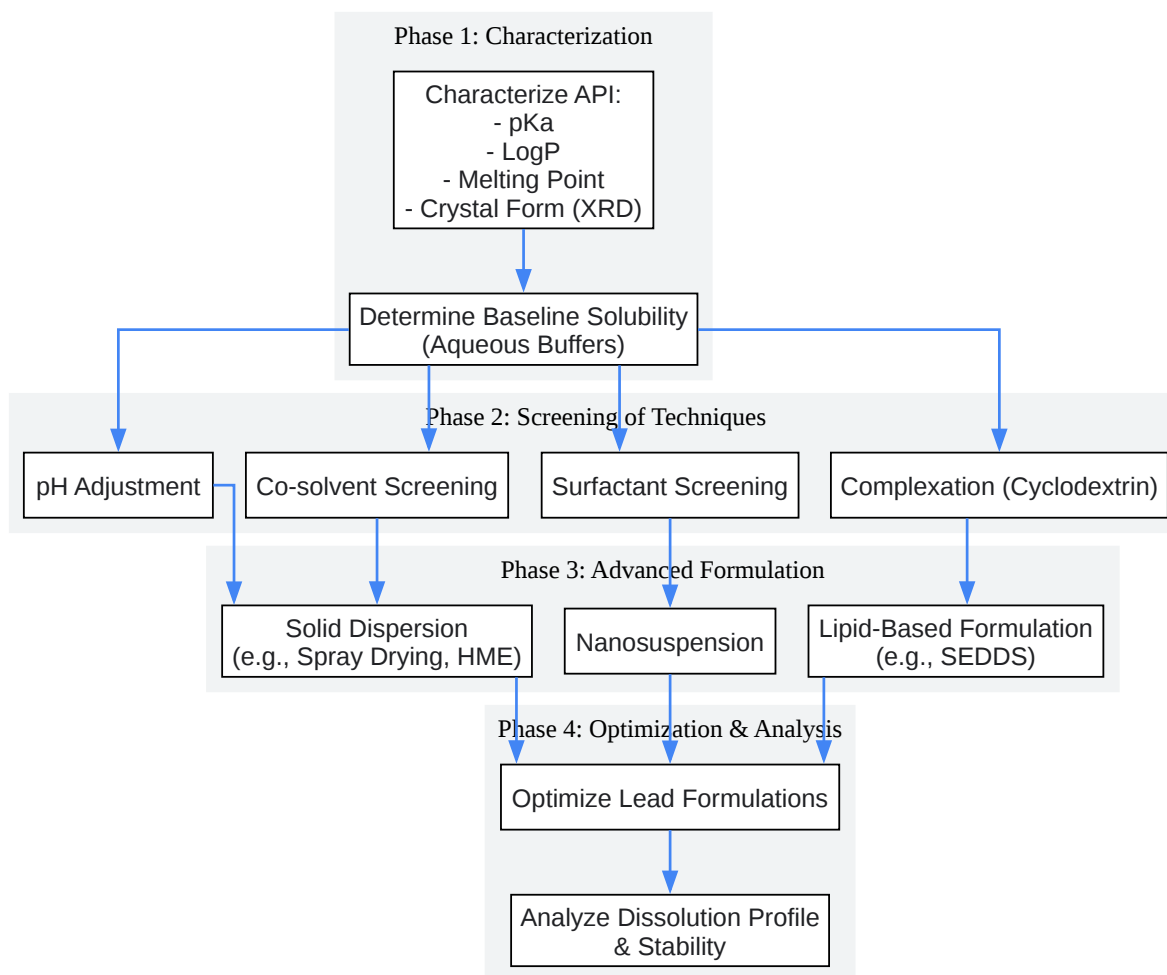 Phase 1: Characterization
Characterize API:
- pKa
- LogP
- Melting Point
- Crystal Form (XRD)
Determine Baseline Solubility
(Aqueous Buffers)
Phase 2: Screening of Techniques
pH Adjustment
Co-solvent Screening
Surfactant Screening
Complexation (Cyclodextrin)
Phase 3: Advanced Formulation
Solid Dispersion
(e.g., Spray Drying, HME)
Nanosuspension
Lipid-Based Formulation
(e.g., SEDDS)
Phase 4: Optimization & Analysis
Optimize Lead Formulations
Analyze Dissolution Profile
& Stability